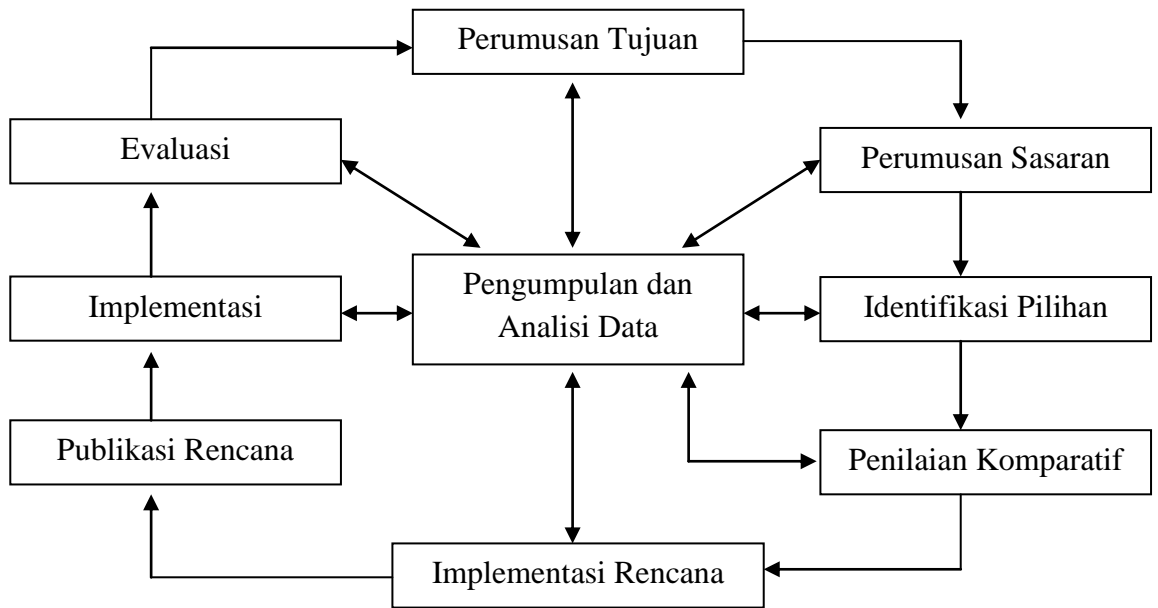 Perumusan Tujuan
Evaluasi
Perumusan Sasaran
Pengumpulan dan
Analisi Data
Implementasi
Identifikasi Pilihan
Publikasi Rencana
Penilaian Komparatif
Implementasi Rencana